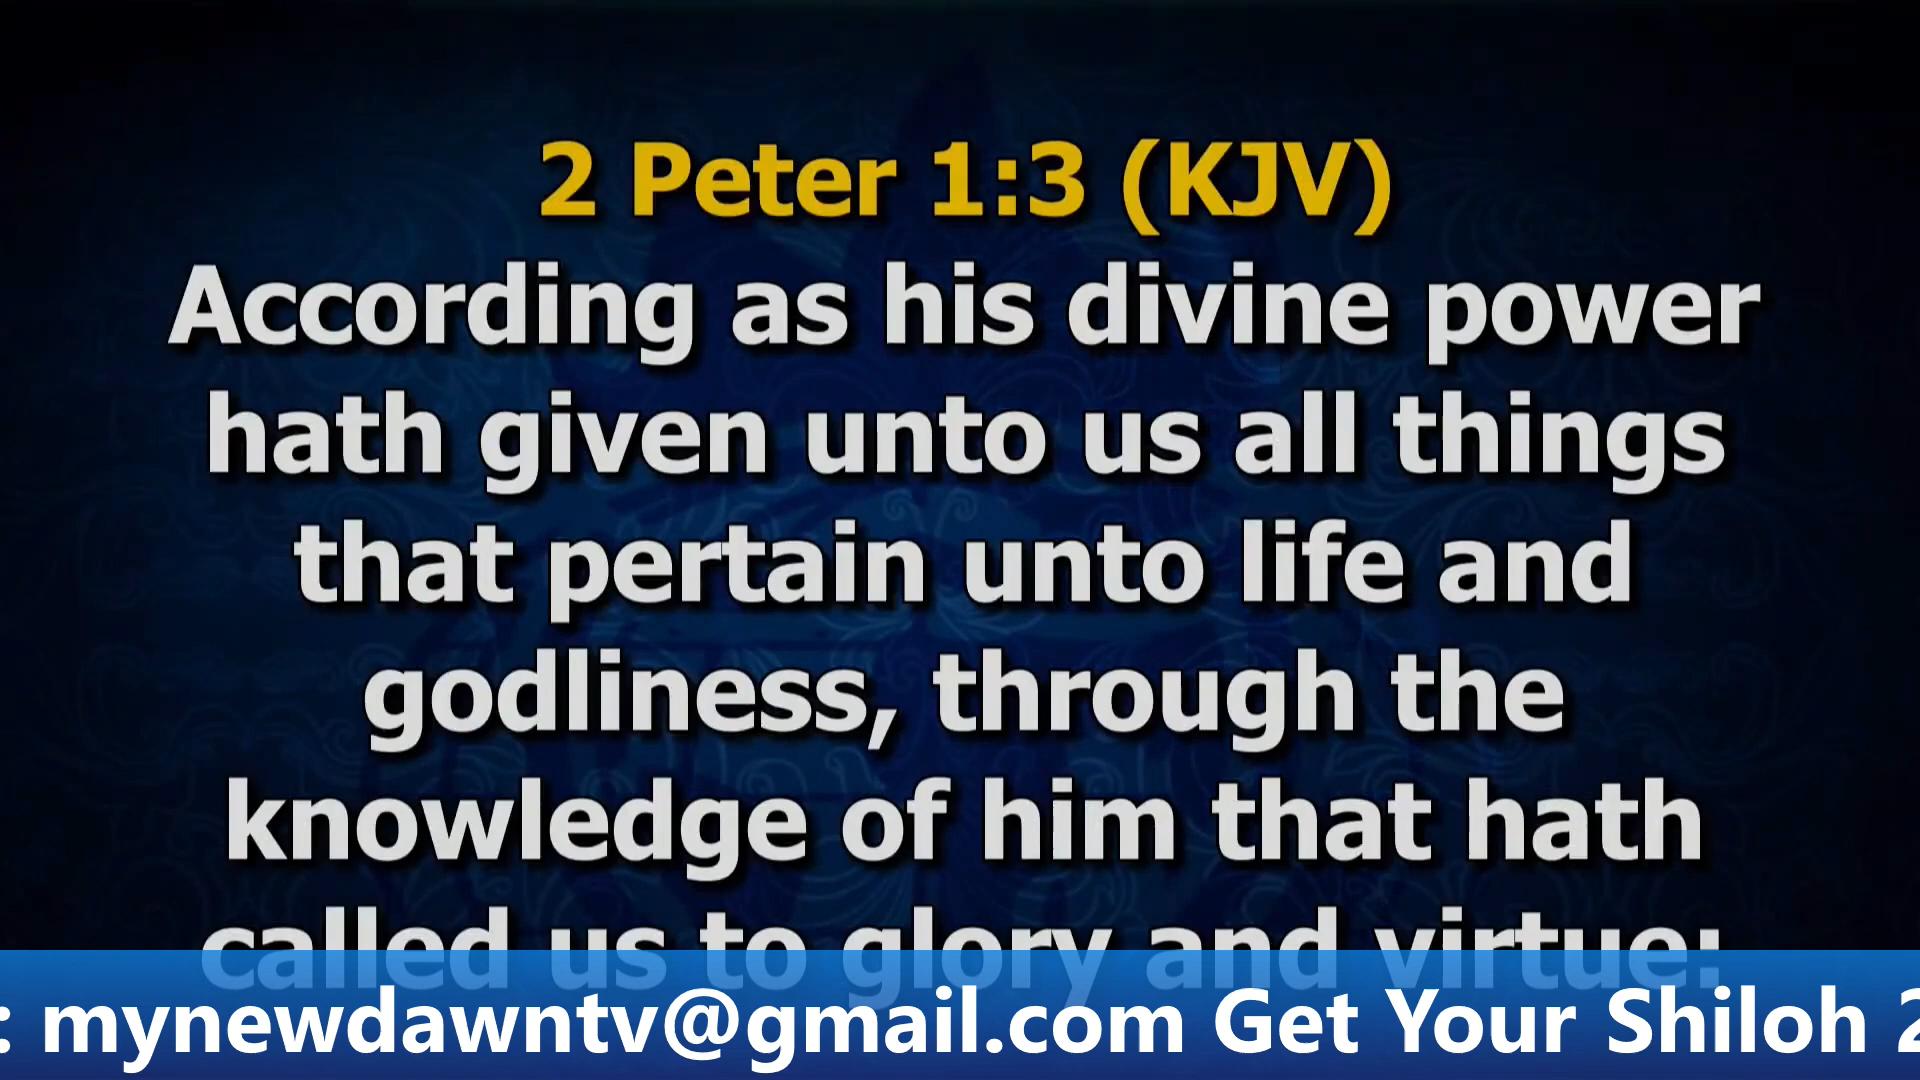 2 Peter 1:3 (KJV)
According as his divine power
hath given unto us all things
that pertain unto life and
godliness, through the
knowledge of him that hath
called us to glory and virtue:
: mynewdawntv@gmail.com Get Your Shiloh 2